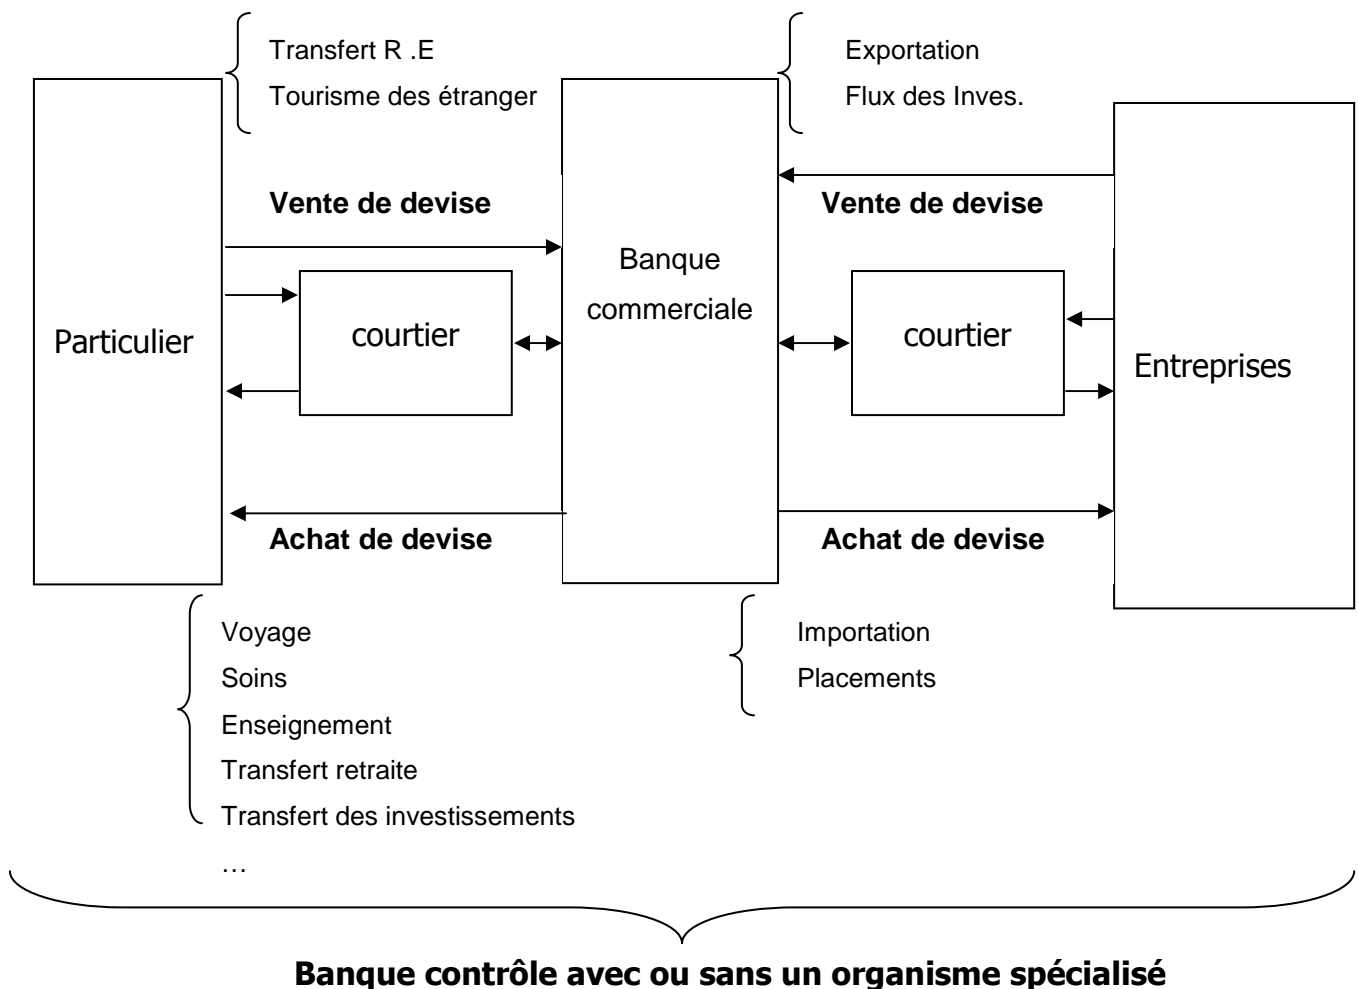 Transfert R .E
Tourisme des étranger
Exportation
Flux des Inves.
Vente de devise
Vente de devise
Banque
commerciale
Particulier
courtier
courtier
Entreprises
Achat de devise
Achat de devise
Voyage
Soins
Enseignement
Transfert retraite
Transfert des investissements
…
Importation
Placements
Banque contrôle avec ou sans un organisme spécialisé